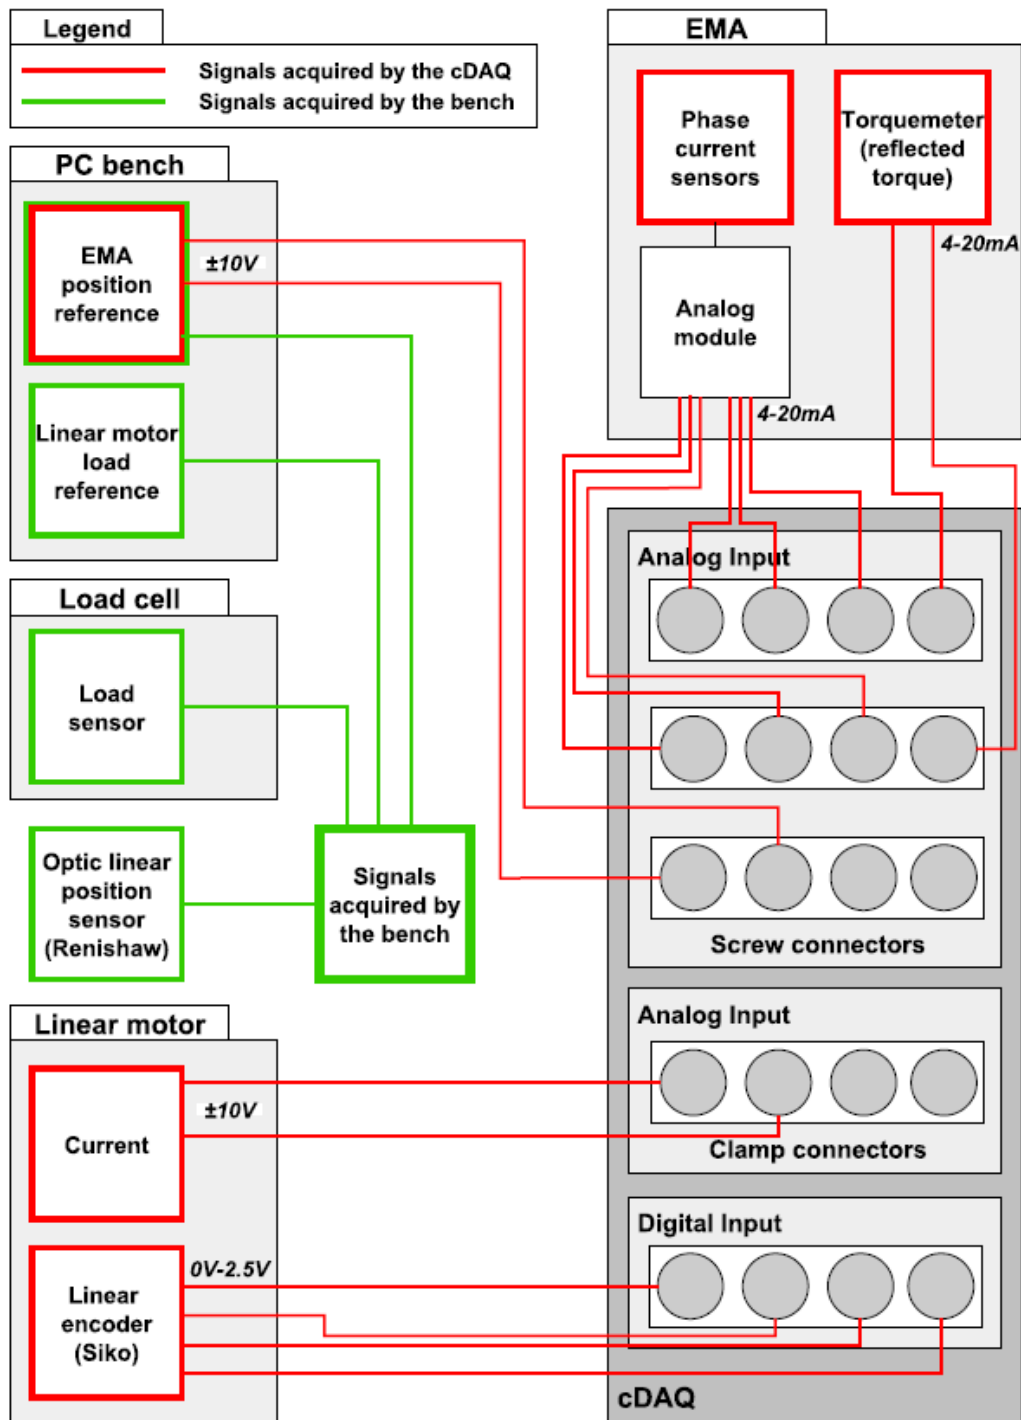 Legend
Signals acquired by the cDAQ
Signals acquired by the bench
PC bench
EMA
position
reference
±10V
Linear motor
load
reference
Load cell
Load
sensor
Optic linear
position
sensor
(Renishaw)
Signals
acquired by
the bench
Linear motor
Current
±10V
Linear
encoder
(Siko)
0V-2.5V
EMA
Phase
current
sensors
Torquemeter
(reflected
torque)
4-20mA
Analog
module
4-20mA
Analog Input
Screw connectors
Analog Input
Clamp connectors
Digital Input
cDAQ